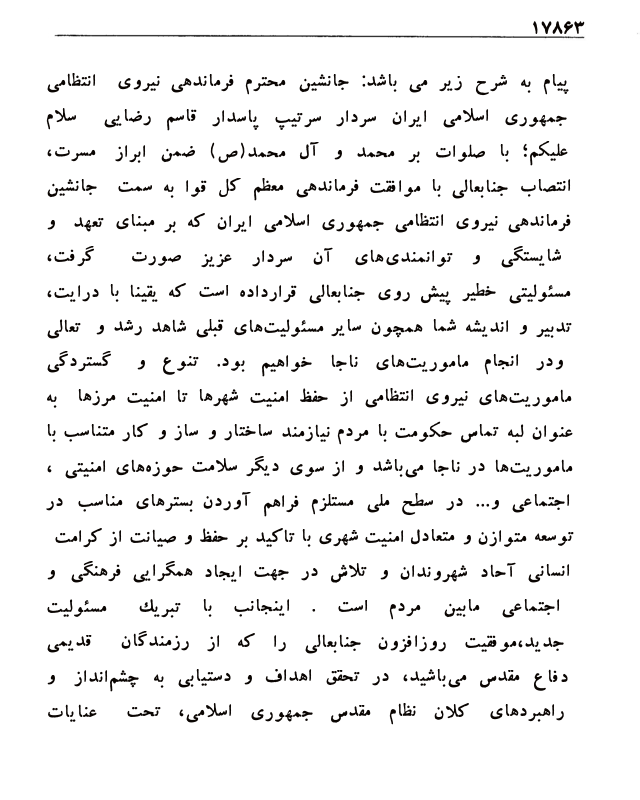 ۱۷۸۶۳
پیام به شرح زیر می باشد: جانشین محترم فرماندهی نیروی انتظامی
جمهوری اسلامی ایران سردار سرتیپ پاسدار قاسم رضایی سلام
علیکم؛ با صلوات بر محمد و آل محمد(ص) ضمن ابراز مسرت،
انتصاب جنابعالی با موافقت فرماندهی معظم کل قوا به سمت جانشین
فرماندهی نیروی انتظامی جمهوری اسلامی ایران که بر مبنای تعهد و
شایستگی و توانمندی‌های آن سردار عزیز صورت گرفت،
مسئولیتی خطیر پیش روی جنابعالی قرارداده است که یقینا با درایت،
تدبیر و اندیشه شما همچون سایر مسئولیت‌های قبلی شاهد رشد و تعالی
ودر انجام ماموریت‌های ناجا خواهیم بود. تنوع و گستردگی
ماموریت‌های نیروی انتظامی از حفظ امنیت شهرها تا امنیت مرزها به
عنوان لبه تماس حکومت با مردم نیازمند ساختار و ساز و کار متناسب با
ماموریت‌ها در ناجا می‌باشد و از سوی دیگر سلامت حوزه‌های امنیتی ،
اجتماعی و... در سطح ملی مستلزم فراهم آوردن بسترهای مناسب در
توسعه متوازن و متعادل امنیت شهری با تاکید بر حفظ و صیانت از کرامت
انسانی آحاد شهروندان و تلاش در جهت ایجاد همگرایی فرهنگی و
اجتماعی مابین مردم است . اینجانب با تبریك مسئولیت
جدید،موفقیت روزافزون جنابعالی را که از رزمندگان قدیمی
دفاع مقدس می‌باشید، در تحقق اهداف و دستیابی به چشم‌انداز و
راهبردهای کلان نظام مقدس جمهوری اسلامی، تحت عنایات